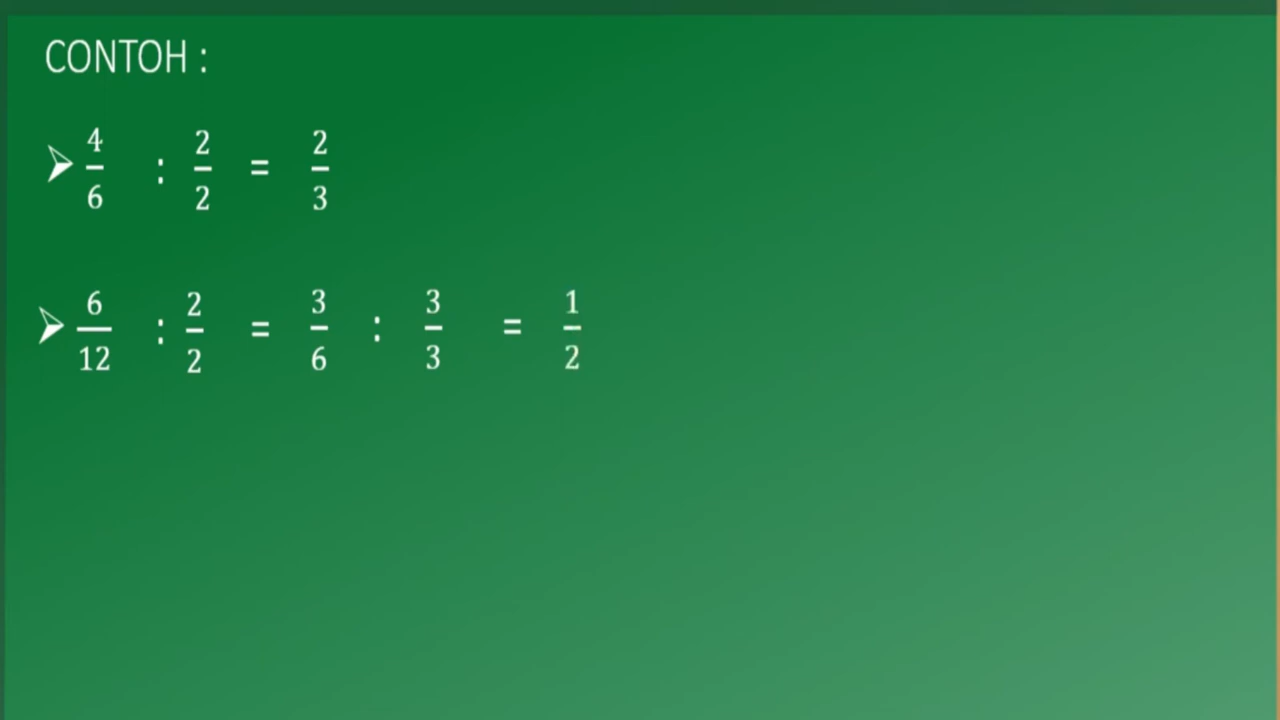 CONTOH :
➢ 4/6 : 2/2 = 2/3
➢ 6/12 : 2/2 = 3/6 : 3/3 = 1/2